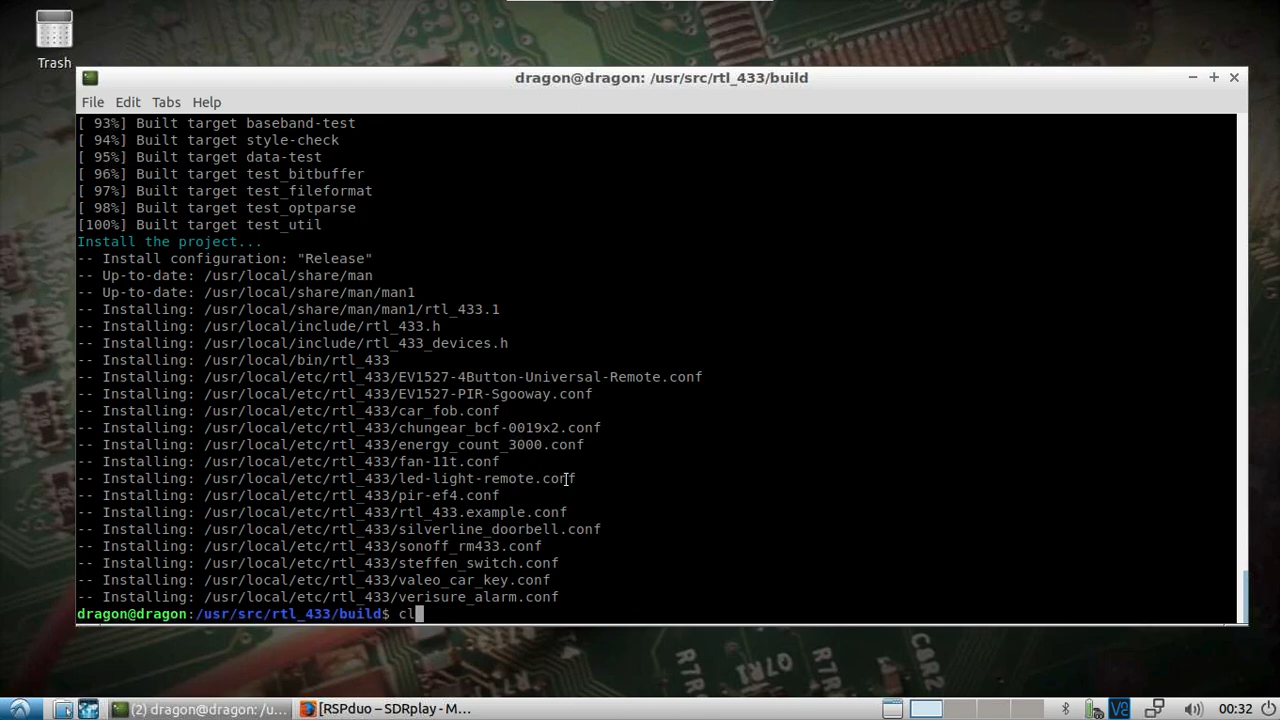 Trash
dragon@dragon: /usr/src/rtl_433/build
File Edit Tabs Help
[ 93%] Built target baseband-test
[ 94%] Built target style-check
[ 95%] Built target data-test
[ 96%] Built target test_bitbuffer
[ 97%] Built target test_fileformat
[ 98%] Built target test_optparse
[100%] Built target test_util
Install the project...
-- Install configuration: "Release"
-- Up-to-date: /usr/local/share/man
-- Up-to-date: /usr/local/share/man/man1
-- Installing: /usr/local/share/man/man1/rtl_433.1
-- Installing: /usr/local/include/rtl_433.h
-- Installing: /usr/local/include/rtl_433_devices.h
-- Installing: /usr/local/bin/rtl_433
-- Installing: /usr/local/etc/rtl_433/EV1527-4Button-Universal-Remote.conf
-- Installing: /usr/local/etc/rtl_433/EV1527-PIR-Sgooway.conf
-- Installing: /usr/local/etc/rtl_433/car_fob.conf
-- Installing: /usr/local/etc/rtl_433/chungear_bcf-0019x2.conf
-- Installing: /usr/local/etc/rtl_433/energy_count_3000.conf
-- Installing: /usr/local/etc/rtl_433/fan-11t.conf
-- Installing: /usr/local/etc/rtl_433/led-light-remote.conf
-- Installing: /usr/local/etc/rtl_433/pir-ef4.conf
-- Installing: /usr/local/etc/rtl_433/rtl_433.example.conf
-- Installing: /usr/local/etc/rtl_433/silverline_doorbell.conf
-- Installing: /usr/local/etc/rtl_433/sonoff_rm433.conf
-- Installing: /usr/local/etc/rtl_433/steffen_switch.conf
-- Installing: /usr/local/etc/rtl_433/valeo_car_key.conf
-- Installing: /usr/local/etc/rtl_433/verisure_alarm.conf
dragon@dragon:/usr/src/rtl_433/build$ cl
(2) dragon@dragon: /u... [RSPduo – SDRplay - M... 00:32